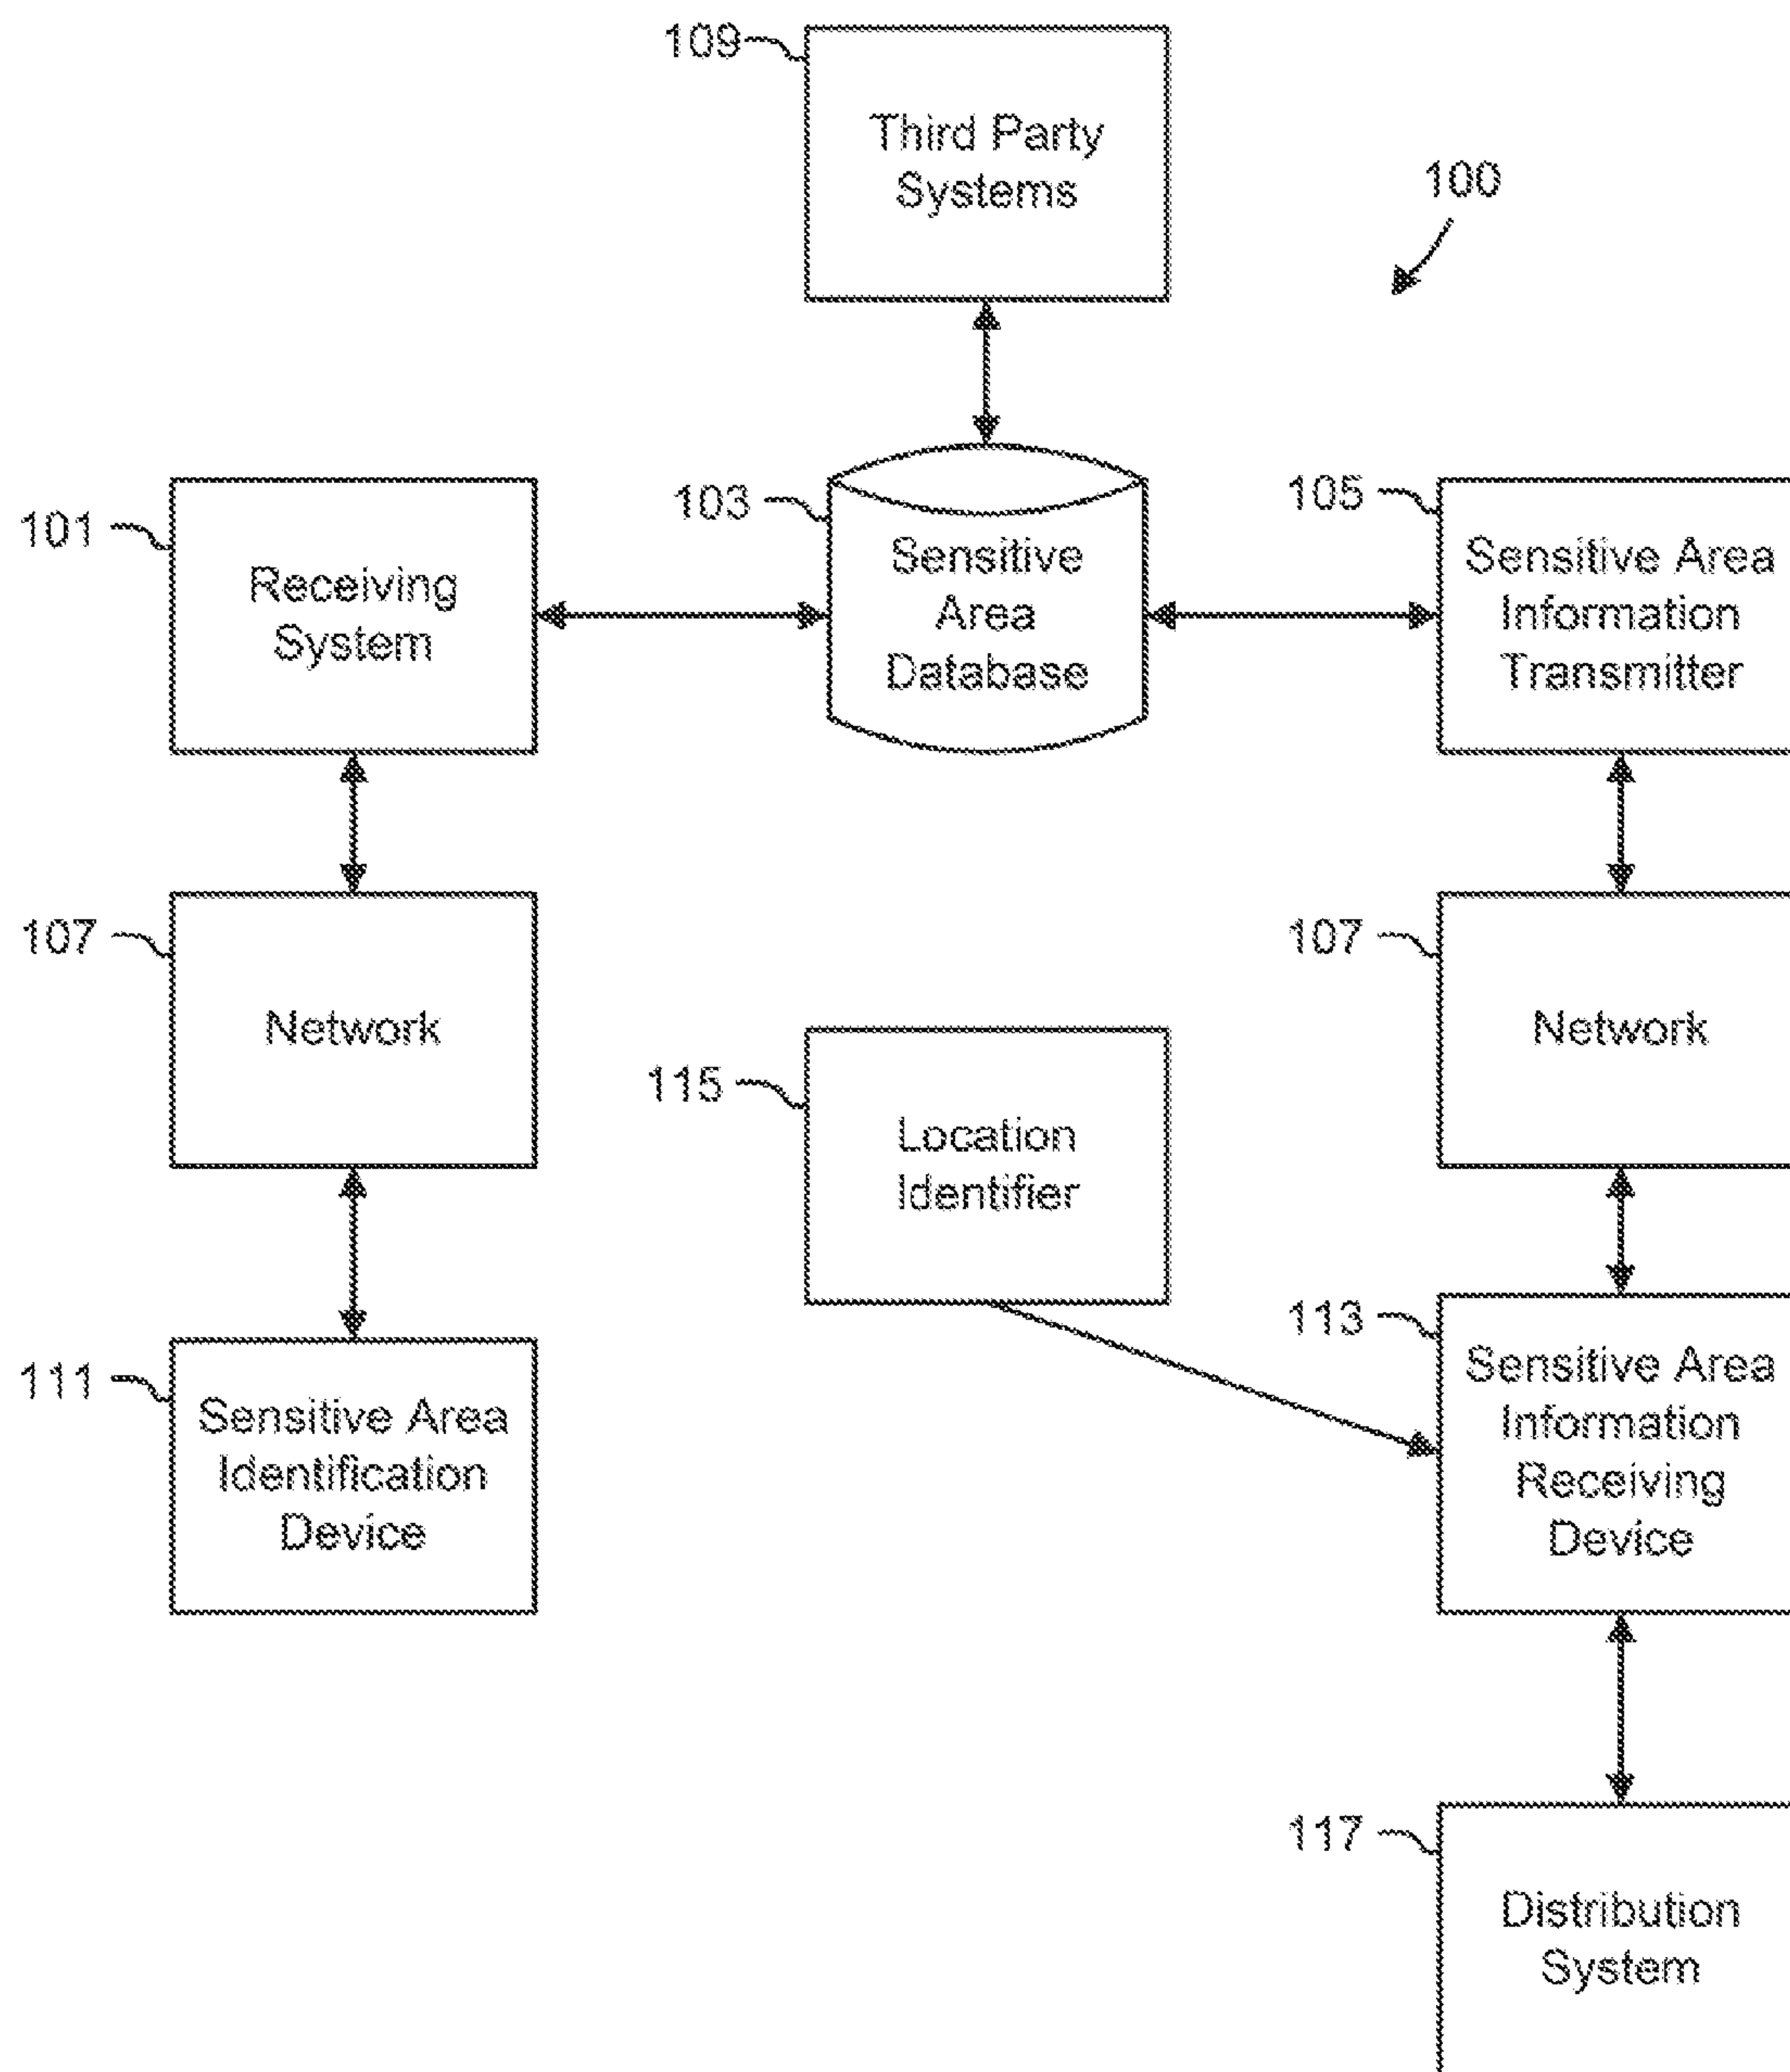 109
Third Party
Systems
100
101
Receiving
System
103
Sensitive
Area
Database
105
Sensitive Area
Information
Transmitter
107
Network
107
Network
115
Location
Identifier
111
Sensitive Area
Identification
Device
113
Sensitive Area
Information
Receiving
Device
117
Distribution
System